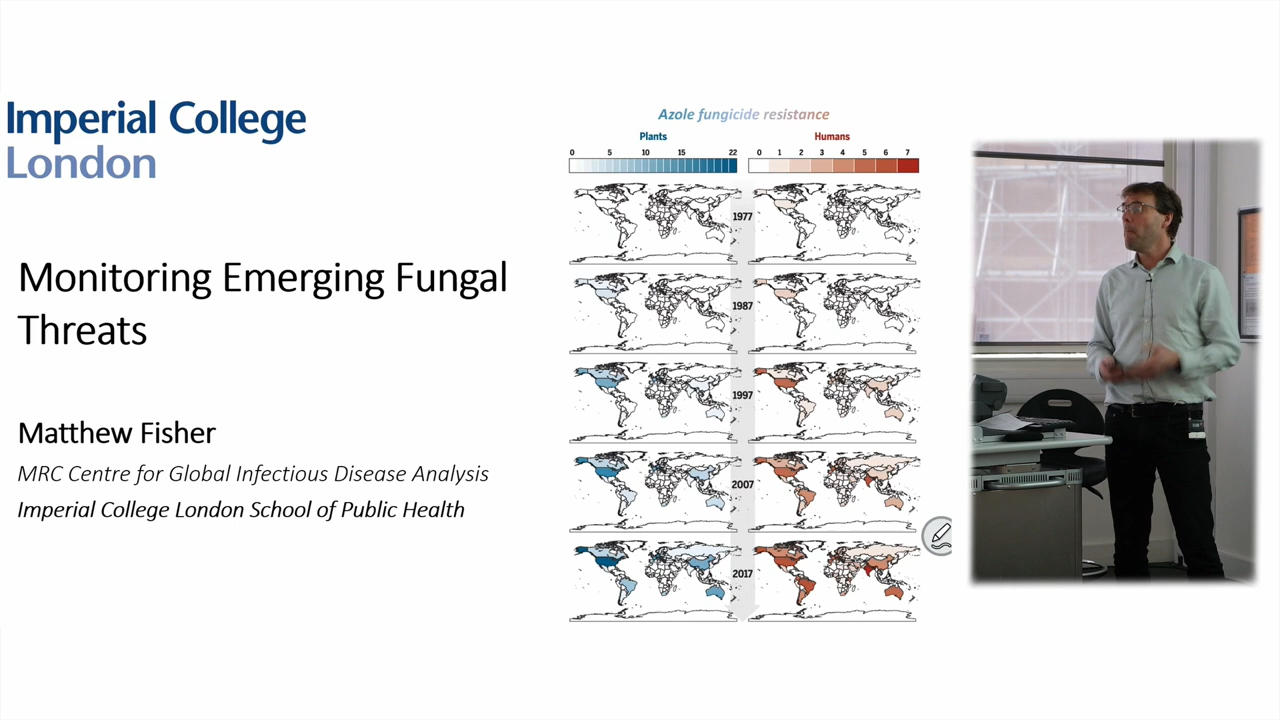 Imperial College
London
Monitoring Emerging Fungal
Threats
Matthew Fisher
MRC Centre for Global Infectious Disease Analysis
Imperial College London School of Public Health
Azole fungicide resistance
Plants
Humans
0 5 10 15 22
0 1 2 3 4 5 6 7
1977
1987
1997
2007
2017